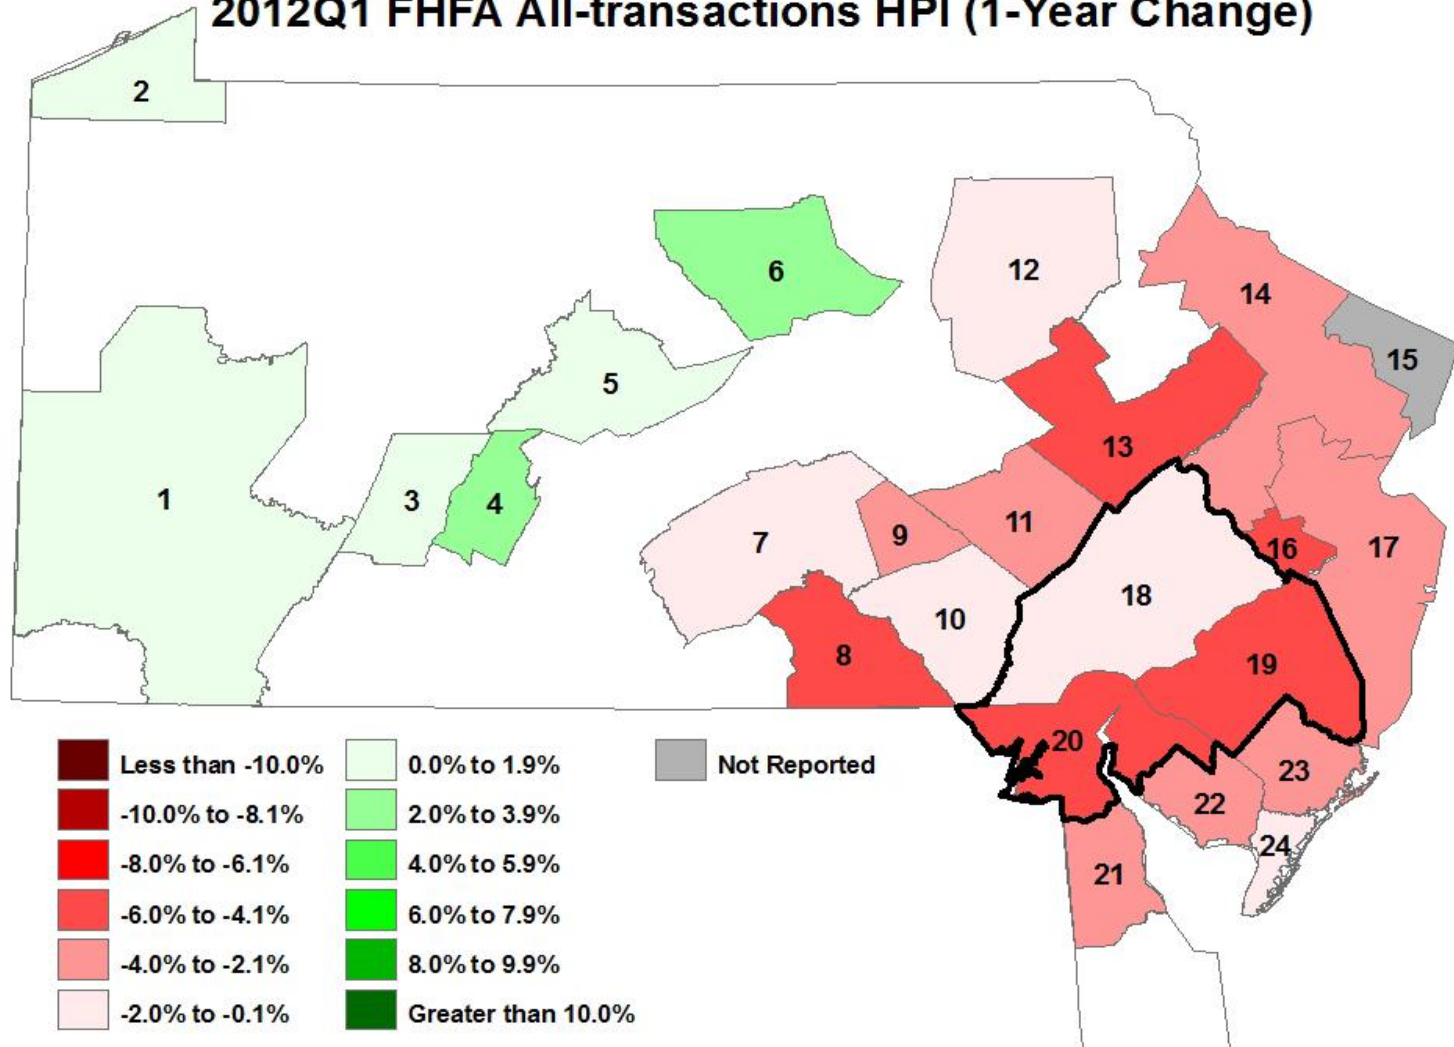 2012Q1 FHFA All-transactions HPI (1-Year Change)
2
6
12
14
15
5
13
1
3
4
7
9
11
16
17
18
10
8
19
20
23
22
24
21
Less than -10.0%
-10.0% to -8.1%
-8.0% to -6.1%
-6.0% to -4.1%
-4.0% to -2.1%
-2.0% to -0.1%
0.0% to 1.9%
2.0% to 3.9%
4.0% to 5.9%
6.0% to 7.9%
8.0% to 9.9%
Greater than 10.0%
Not Reported